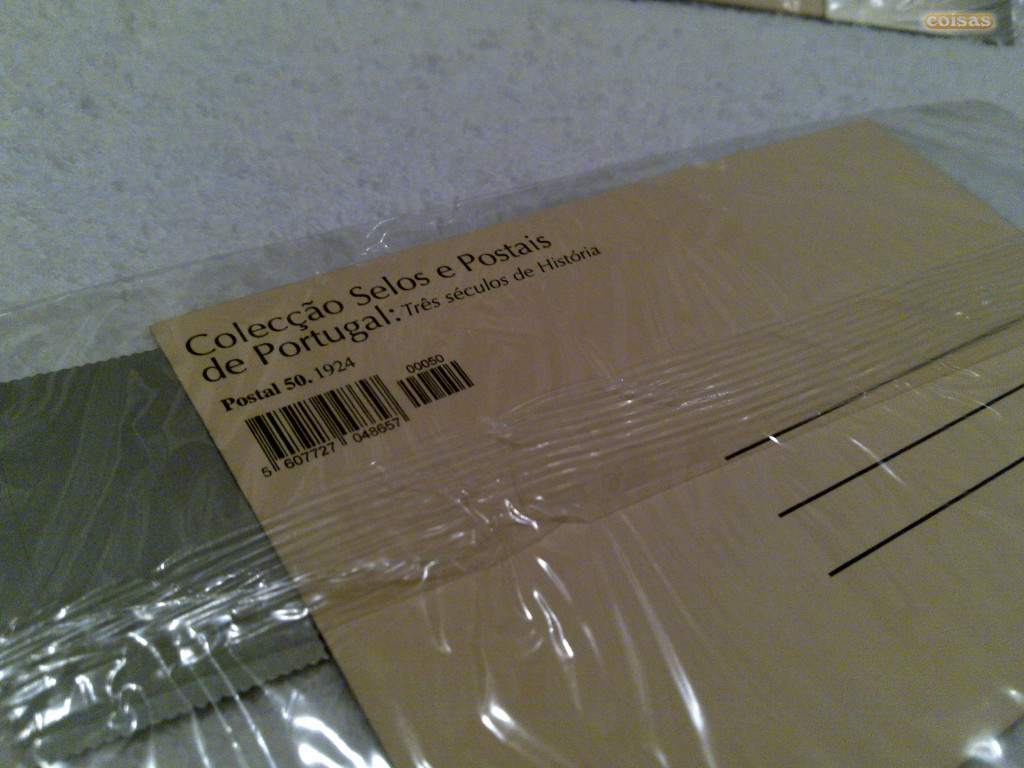 coisas
Colecção Selos e Postais
de Portugal: Três séculos de História
Postal 50. 1924
00050
5 607727 048657